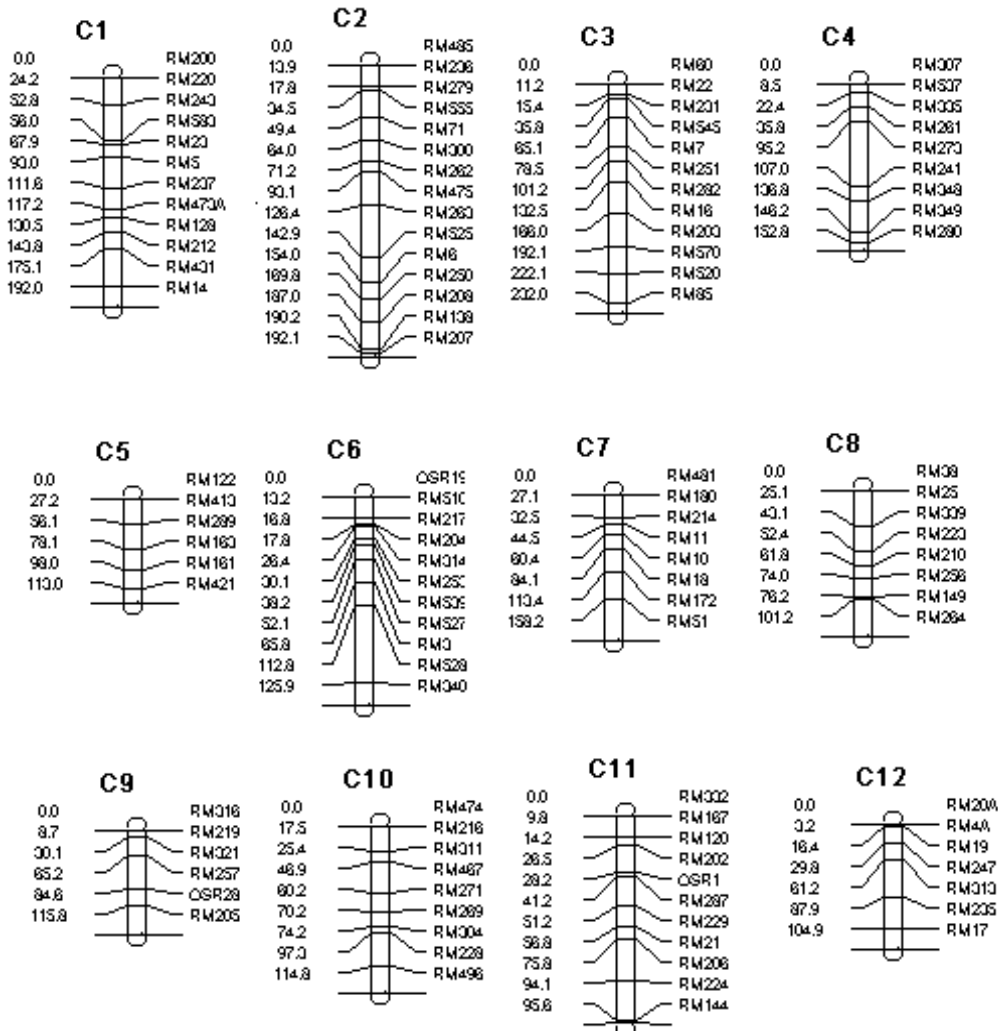 C1
0.0 RM200
24.2 RM220
52.8 RM243
56.0 RM583
67.9 RM23
93.0 RM5
111.6 RM237
117.2 RM473A
130.5 RM128
143.8 RM212
175.1 RM431
192.0 RM14
C2
0.0 RM485
13.9 RM236
17.8 RM279
34.5 RM555
49.4 RM71
64.0 RM300
71.2 RM262
93.1 RM475
126.4 RM263
142.9 RM525
154.0 RM6
169.8 RM250
187.0 RM208
190.2 RM138
192.1 RM207
C3
0.0 RM60
11.2 RM22
15.4 RM231
35.8 RM545
65.1 RM7
78.5 RM251
101.2 RM282
132.5 RM16
166.0 RM203
192.1 RM570
222.1 RM520
232.0 RM85
C4
0.0 RM307
8.5 RM537
22.4 RM335
35.8 RM261
95.2 RM273
107.0 RM241
136.8 RM348
146.2 RM349
152.8 RM280
C5
0.0 RM122
27.2 RM413
56.1 RM289
78.1 RM163
98.0 RM161
113.0 RM421
C6
0.0 OSR19
13.2 RM510
16.8 RM217
17.8 RM204
26.4 RM314
30.1 RM253
38.2 RM539
52.1 RM527
65.8 RM3
112.8 RM528
125.9 RM340
C7
0.0 RM481
27.1 RM180
32.5 RM214
44.5 RM11
60.4 RM10
84.1 RM18
113.4 RM172
158.2 RM51
C8
0.0 RM38
25.1 RM25
43.1 RM339
52.4 RM223
61.8 RM210
74.0 RM256
76.2 RM149
101.2 RM264
C9
0.0 RM316
8.7 RM219
30.1 RM321
65.2 RM257
84.6 OSR28
115.8 RM205
C10
0.0 RM474
17.5 RM216
25.4 RM311
46.9 RM467
60.2 RM271
70.2 RM269
74.2 RM304
97.3 RM228
114.8 RM496
C11
0.0 RM332
9.8 RM167
14.2 RM120
26.5 RM202
28.2 OSR1
41.2 RM287
51.2 RM229
56.8 RM21
75.8 RM206
94.1 RM224
95.6 RM144
C12
0.0 RM20A
3.2 RM4A
16.4 RM19
29.8 RM247
61.2 RM313
87.9 RM235
104.9 RM17